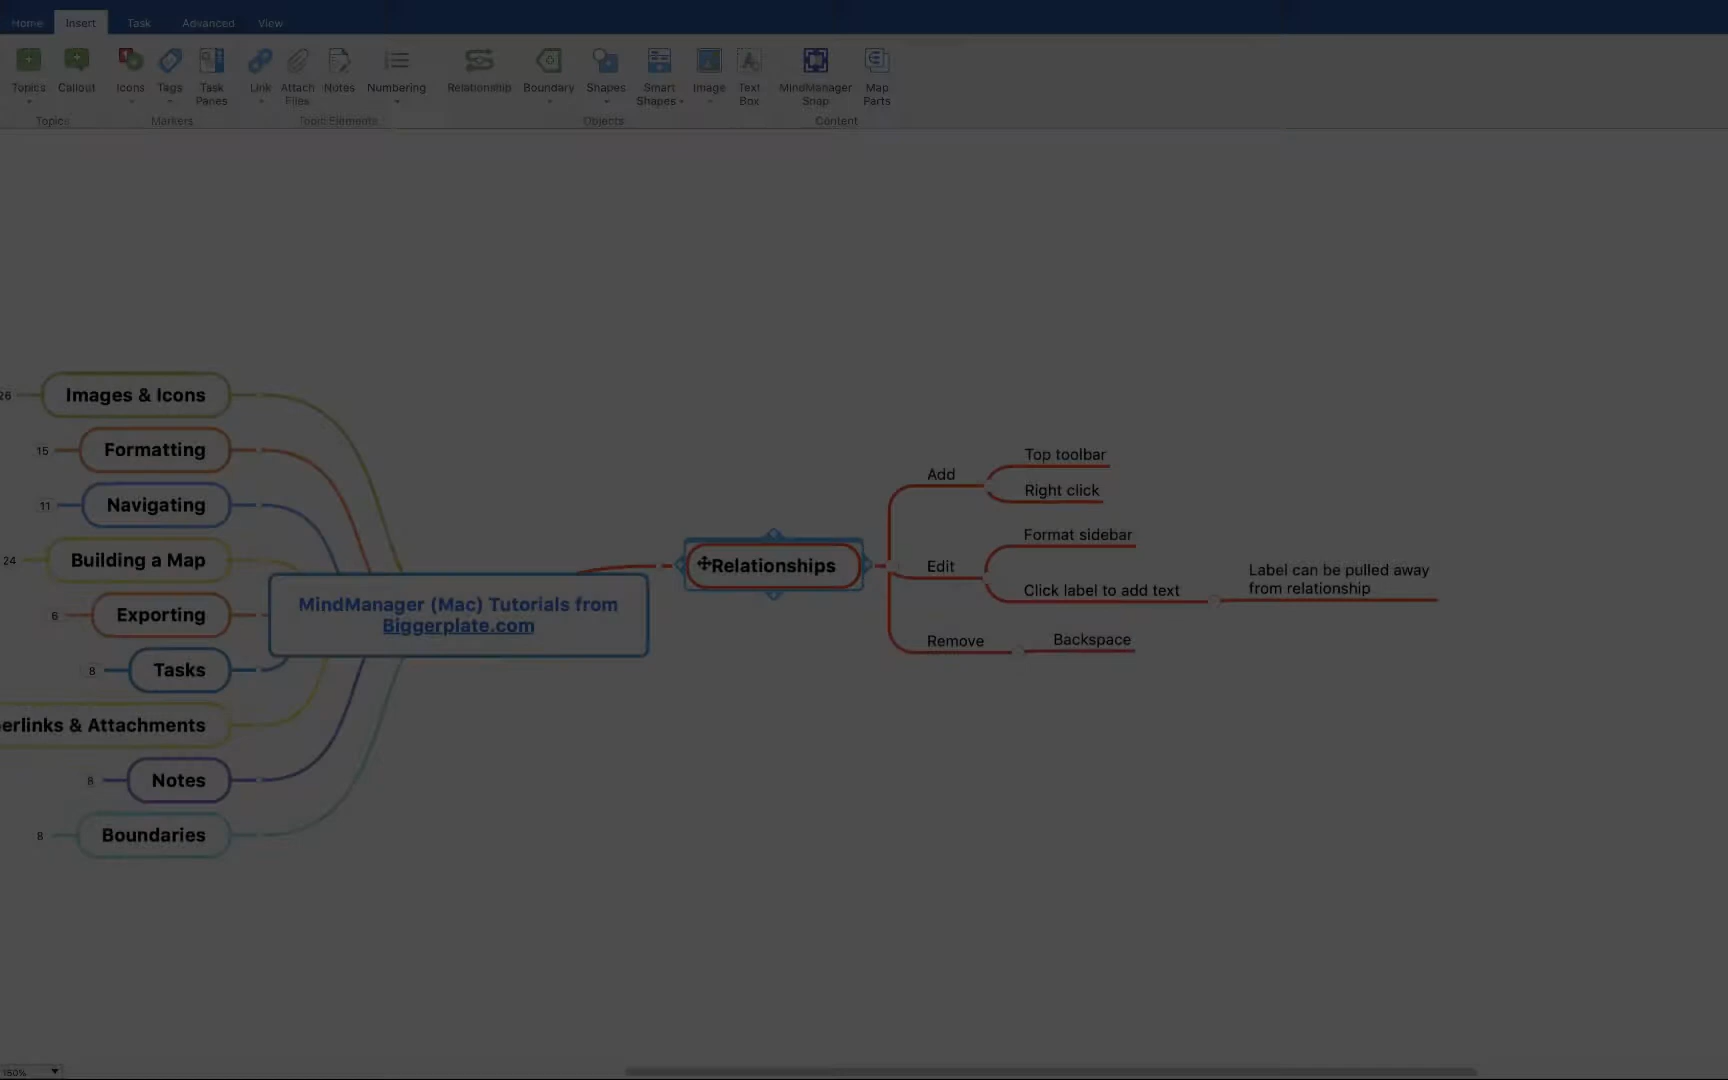 Home Insert Task Advanced View
Topics Callout Icons Tags Task Panes Link Attach Files Notes Numbering Relationship Boundary Shapes Smart Shapes Image Text Box MindManager Snap Map Parts
Topics Markers Topic Elements Objects Content
26 Images & Icons
15 Formatting
11 Navigating
24 Building a Map
6 Exporting
8 Tasks
erlinks & Attachments
8 Notes
8 Boundaries
MindManager (Mac) Tutorials from
Biggerplate.com
Relationships
Add
Top toolbar
Right click
Edit
Format sidebar
Click label to add text
Label can be pulled away
from relationship
Remove
Backspace
150%